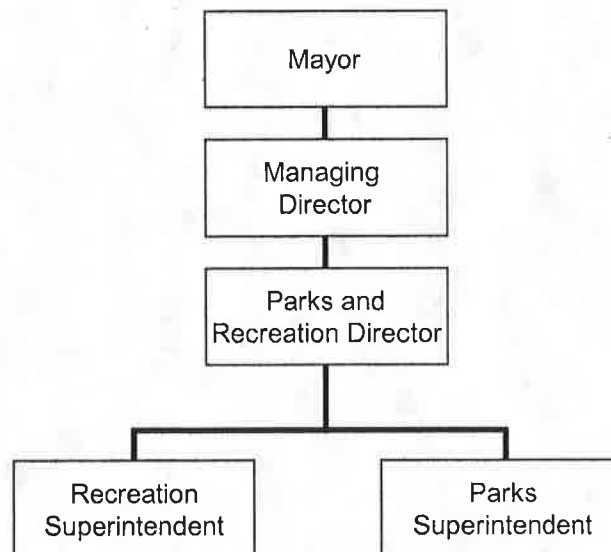 Mayor
Managing
Director
Parks and
Recreation Director
Recreation
Superintendent
Parks
Superintendent